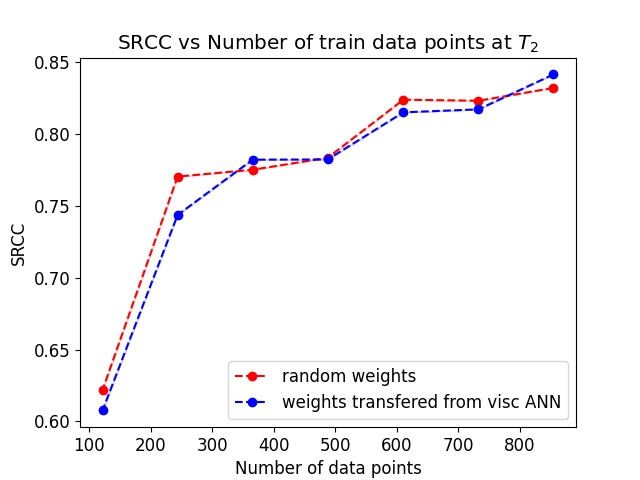 SRCC vs Number of train data points at T₂
0.85
0.80
0.75
0.70
0.65
0.60
SRCC
random weights
weights transfered from visc ANN
100 200 300 400 500 600 700 800
Number of data points